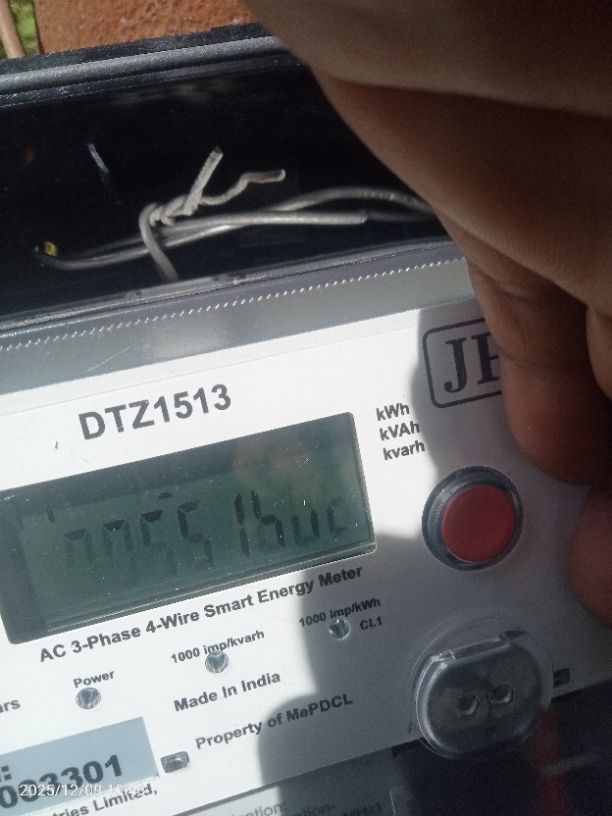 DTZ1513
kWh
kVAh
kvarh
AC 3-Phase 4-Wire Smart Energy Meter
1000 imp/kvarh
1000 imp/kWh
Cl.1
Power
Made In India
Property of MePDCL
003301
Limited,
2025/12/09